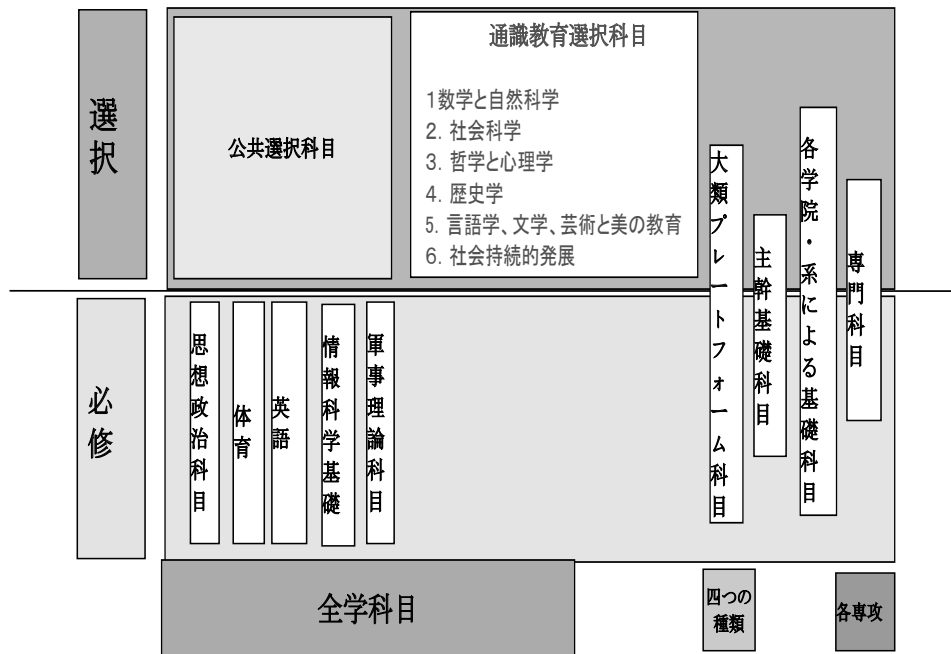 選択
公共選択科目
通識教育選択科目
1数学と自然科学
2. 社会科学
3. 哲学と心理学
4. 歴史学
5. 言語学、文学、芸術と美の教育
6. 社会持続的発展
大類プレートフォーム科目
主幹基礎科目
各学院・系による基礎科目
専門科目
必修
思想政治科目
体育
英語
情報科学基礎
軍事理論科目
全学科目
四つの
種類
各専攻